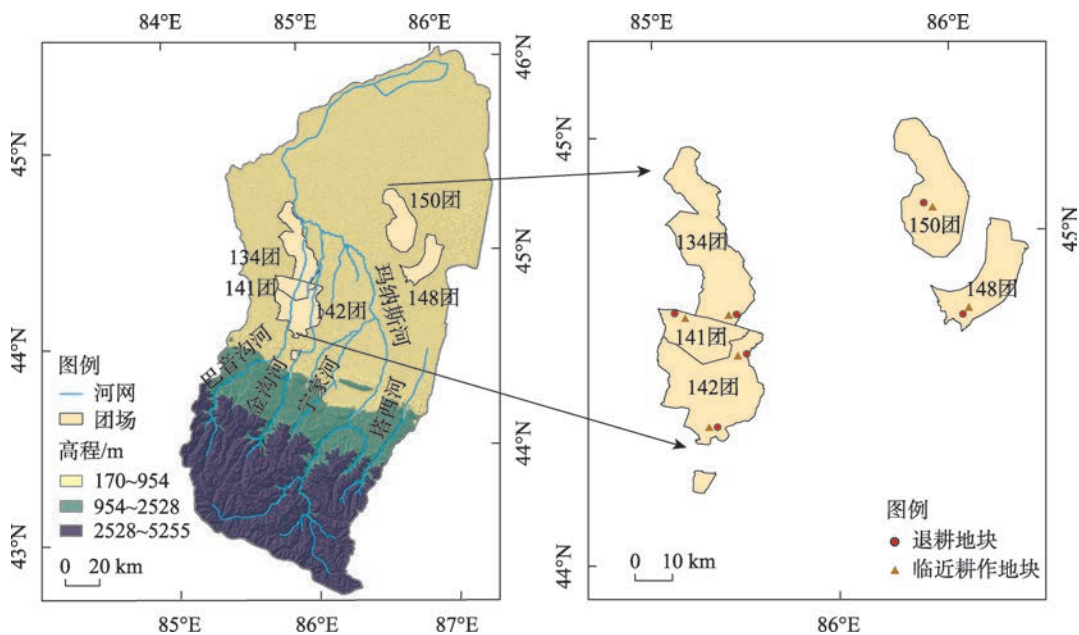 84°E 85°E 86°E
46°N
45°N
44°N
43°N
45°N
44°N
85°E 86°E 87°E
150团
134团
141团
142团
148团
玛纳斯河
巴音沟河
金沟河
宁家河
塔西河
图例
河网
团场
高程/m
170~954
954~2528
2528~5255
0 20 km
85°E 86°E
45°N
44°N
45°N
86°E
150团
134团
148团
141团
142团
图例
退耕地块
临近耕作地块
0 10 km